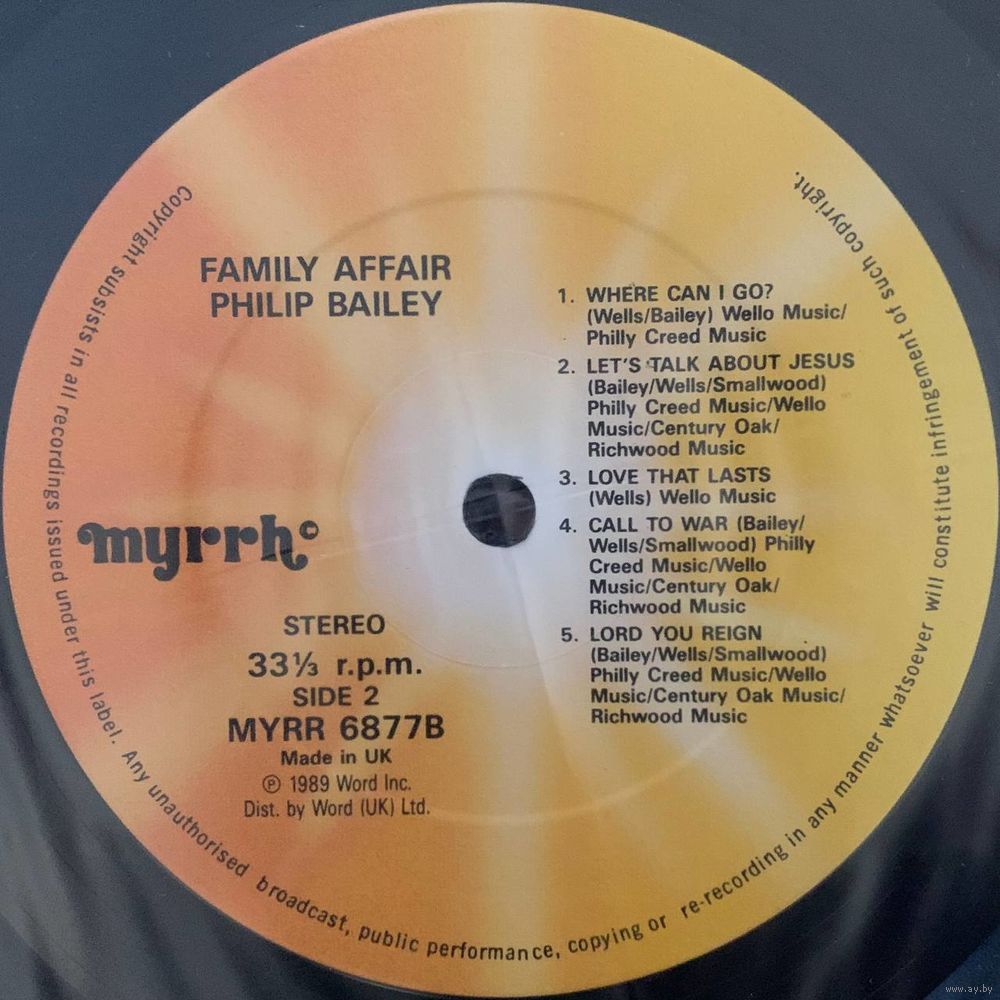 FAMILY AFFAIR
PHILIP BAILEY
myrrh©
STEREO
33⅓ r.p.m.
SIDE 2
MYRR 6877B
Made in UK
℗ 1989 Word Inc.
Dist. by Word (UK) Ltd.
1. WHERE CAN I GO?
(Wells/Bailey) Wello Music/
Philly Creed Music
2. LET'S TALK ABOUT JESUS
(Bailey/Wells/Smallwood)
Philly Creed Music/Wello
Music/Century Oak/
Richwood Music
3. LOVE THAT LASTS
(Wells) Wello Music
4. CALL TO WAR (Bailey/
Wells/Smallwood) Philly
Creed Music/Wello
Music/Century Oak/
Richwood Music
5. LORD YOU REIGN
(Bailey/Wells/Smallwood)
Philly Creed Music/Wello
Music/Century Oak Music/
Richwood Music
Copyright subsists in all recordings issued under this label. Any unauthorised broadcast, public performance, copying or re-recording in any manner whatsoever will constitute infringement of such copyright.
www.ay.by